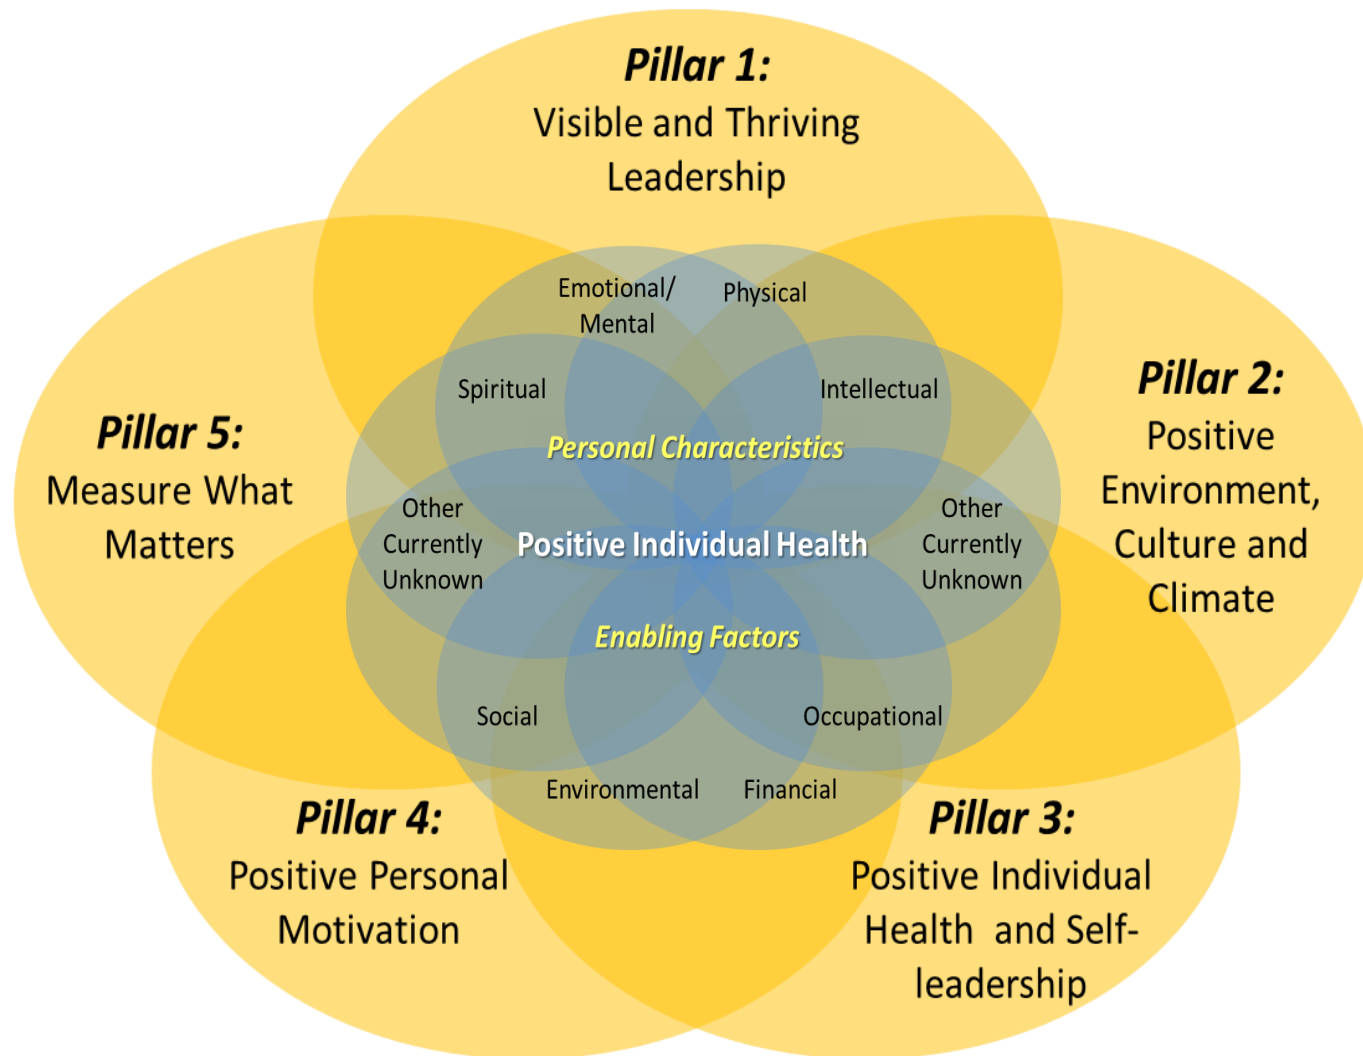 Pillar 1:
Visible and Thriving
Leadership
Pillar 2:
Positive
Environment,
Culture and
Climate
Pillar 3:
Positive Individual
Health  and Self-
leadership
Pillar 4:
Positive Personal
Motivation
Pillar 5:
Measure What
Matters
Emotional/
Mental
Physical
Spiritual
Intellectual
Personal Characteristics
Other
Currently
Unknown
Positive Individual Health
Other
Currently
Unknown
Enabling Factors
Social
Occupational
Environmental
Financial